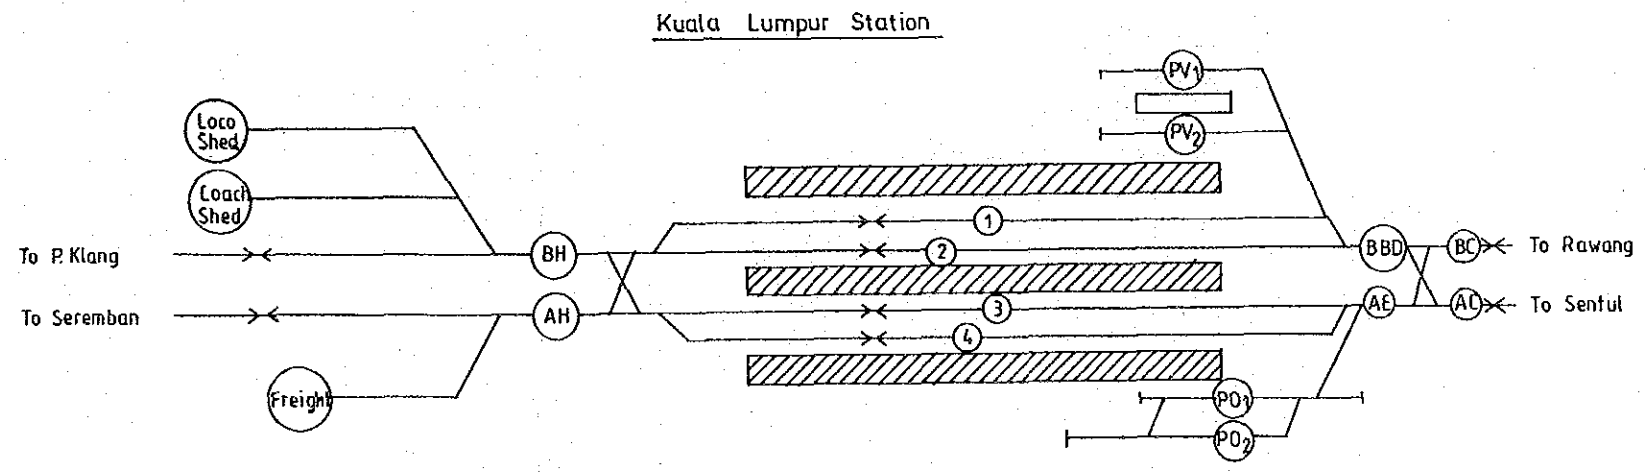 Kuala Lumpur Station
PV1
Loco Shed
PV2
Coach Shed
1
To P. Klang
BH
2
BBD
BC
To Rawang
To Seremban
AH
3
AE
AC
To Sentul
4
Freight
PO1
PO2